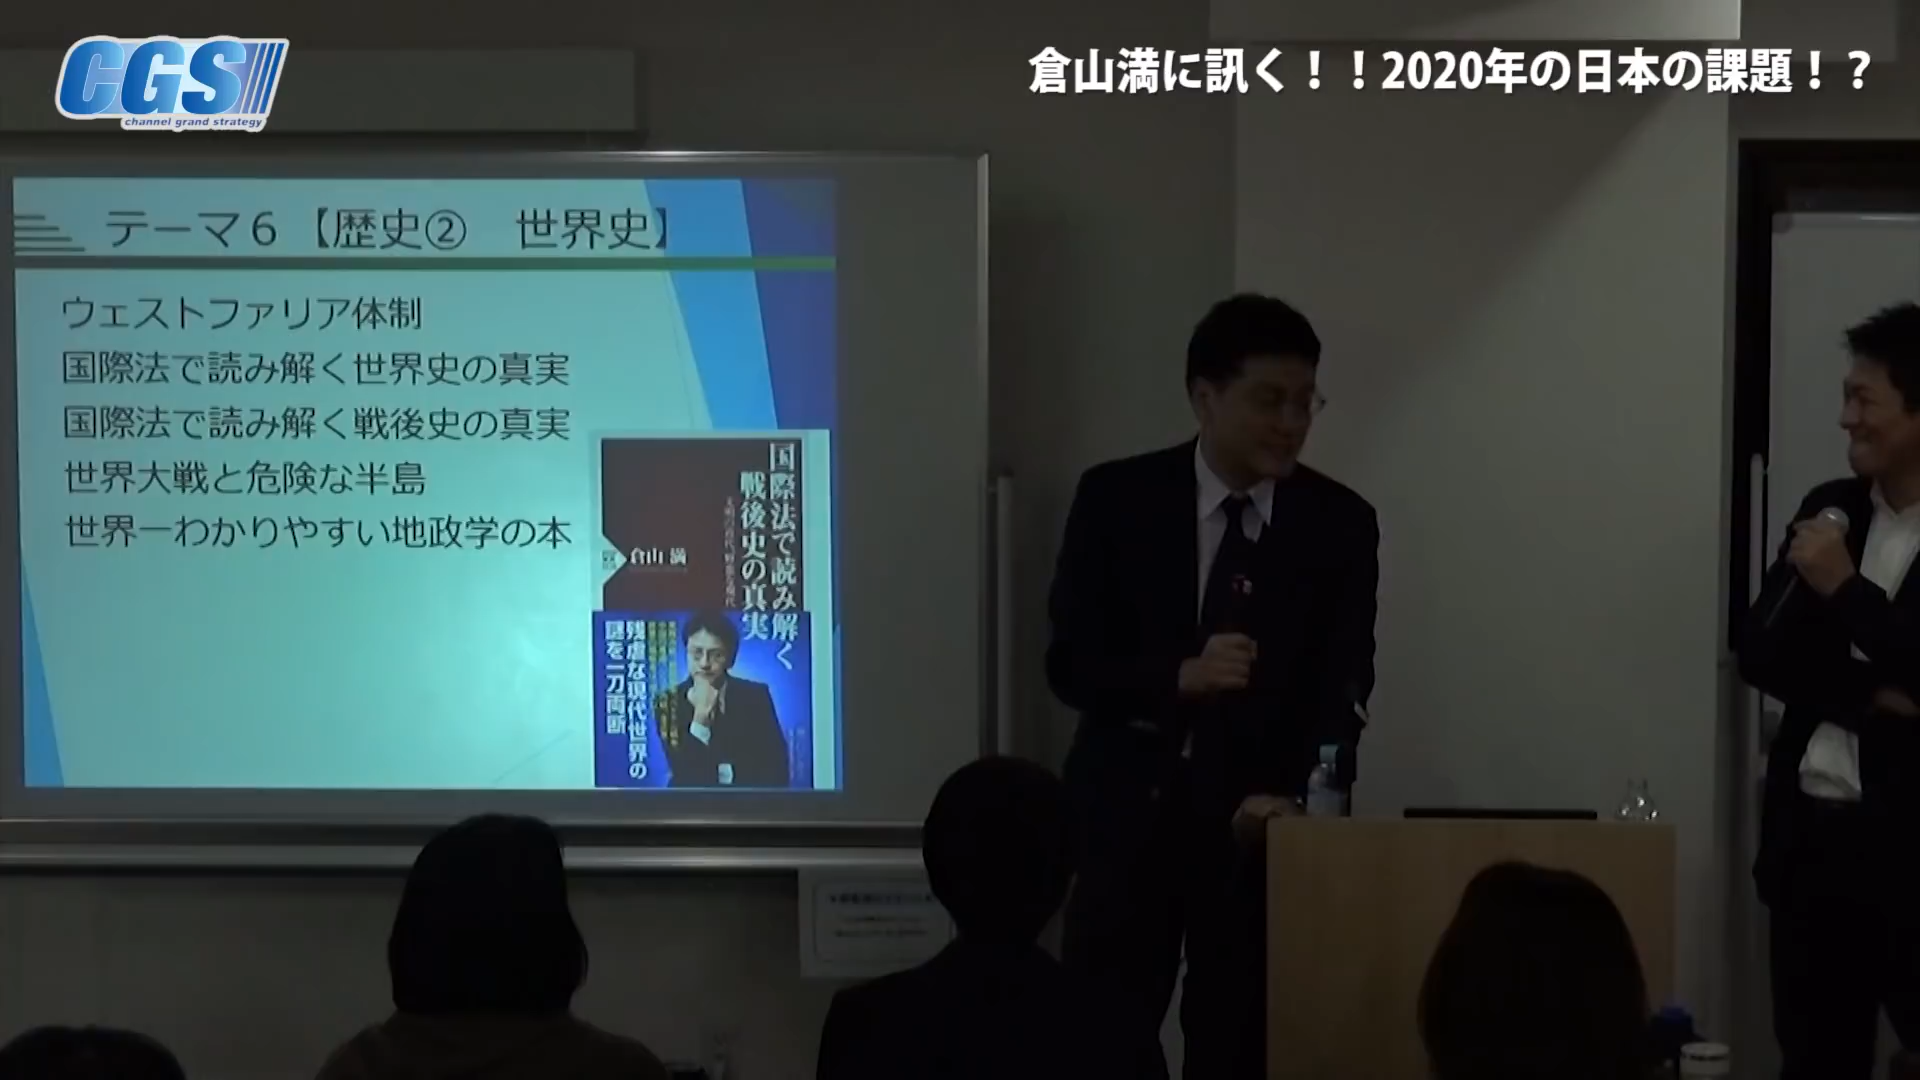 CGS
channel grand strategy
倉山満に訊く！！2020年の日本の課題！？
テーマ6【歴史②　世界史】
ウェストファリア体制
国際法で読み解く世界史の真実
国際法で読み解く戦後史の真実
世界大戦と危険な半島
世界一わかりやすい地政学の本
国際法で読み解く
戦後史の真実
倉山 満
残虐な現代世界の
謎を一刀両断